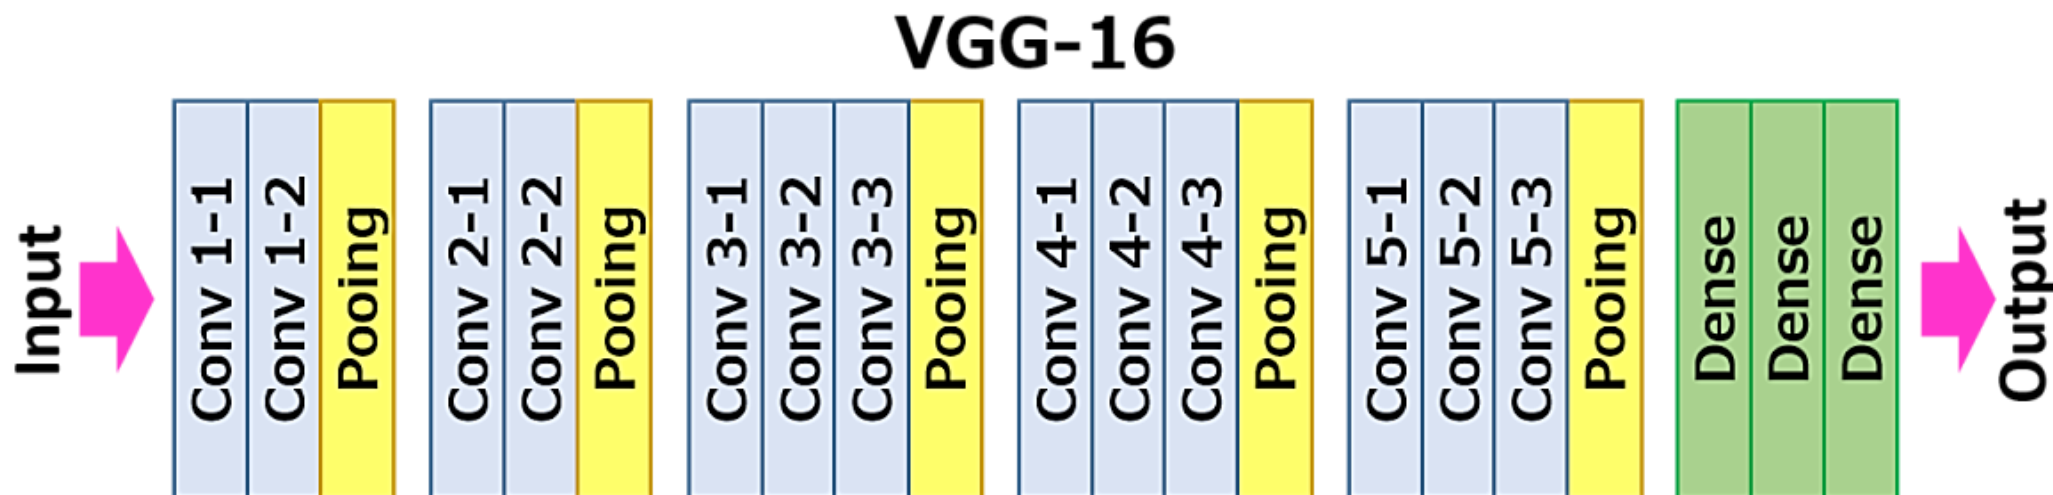 VGG-16
Input
Conv 1-1
Conv 1-2
Pooing
Conv 2-1
Conv 2-2
Pooing
Conv 3-1
Conv 3-2
Conv 3-3
Pooing
Conv 4-1
Conv 4-2
Conv 4-3
Pooing
Conv 5-1
Conv 5-2
Conv 5-3
Pooing
Dense
Dense
Dense
Output